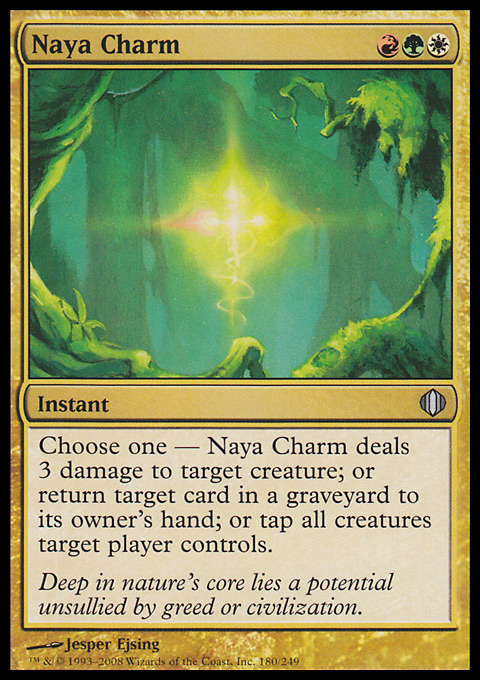 Naya Charm
Instant
Choose one — Naya Charm deals
3 damage to target creature; or
return target card in a graveyard to
its owner's hand; or tap all creatures
target player controls.
Deep in nature's core lies a potential
unsullied by greed or civilization.
Jesper Ejsing
™ & © 1993–2008 Wizards of the Coast, Inc. 180/249